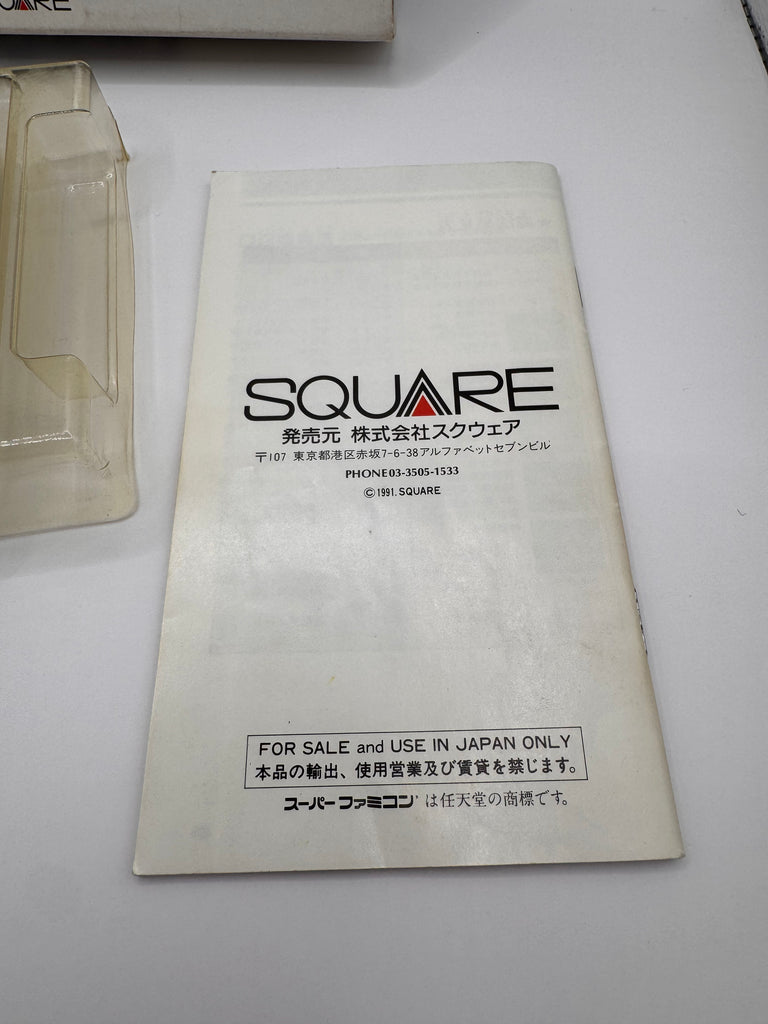 UARE
SQUARE
発売元 株式会社スクウェア
〒107 東京都港区赤坂7-6-38アルファベットセブンビル
PHONE03-3505-1533
©1991. SQUARE
FOR SALE and USE IN JAPAN ONLY
本品の輸出、使用営業及び賃貸を禁じます。
スーパーファミコンは任天堂の商標です。